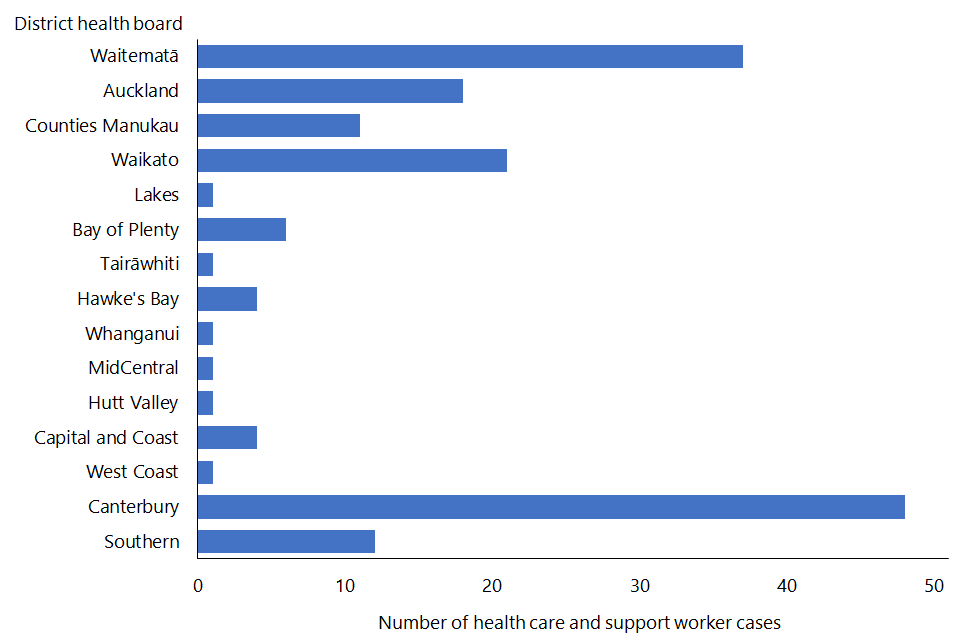 District health board
Waitematā
Auckland
Counties Manukau
Waikato
Lakes
Bay of Plenty
Tairāwhiti
Hawke's Bay
Whanganui
MidCentral
Hutt Valley
Capital and Coast
West Coast
Canterbury
Southern
0 10 20 30 40 50
Number of health care and support worker cases